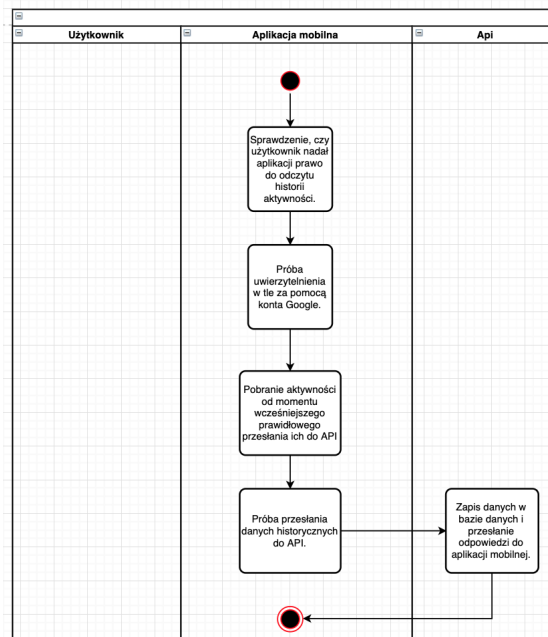 Użytkownik
Aplikacja mobilna
Api
Sprawdzenie, czy
użytkownik nadał
aplikacji prawo
do odczytu
historii
aktywności.
Próba
uwierzytelnienia
w tle za pomocą
konta Google.
Pobranie aktywności
od momentu
wcześniejszego
prawidłowego
przesłania ich do API
Próba przesłania
danych historycznych
do API.
Zapis danych w
bazie danych i
przesłanie
odpowiedzi do
aplikacji mobilnej.